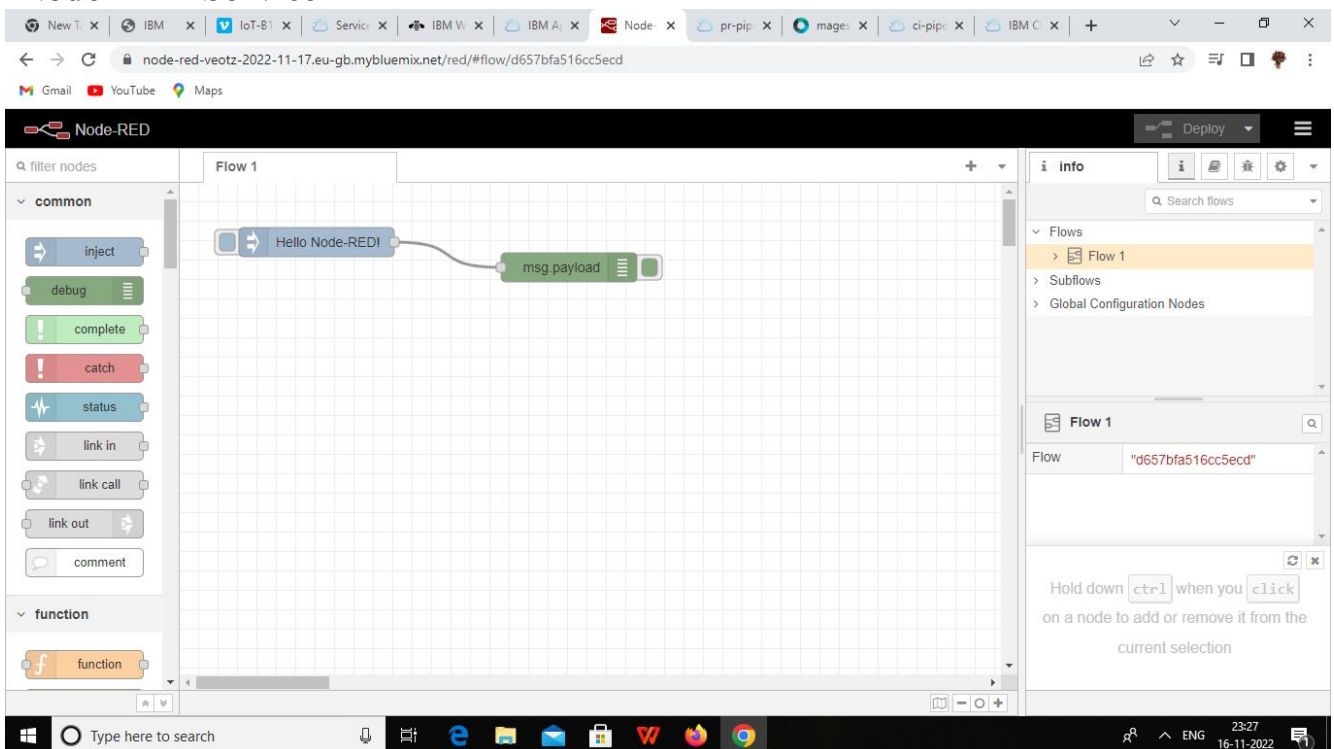 New T
IBM
IoT-B1
Service
IBM W
IBM A
Node-
pr-pip
mages
ci-pipe
IBM C
node-red-veotz-2022-11-17.eu-gb.mybluemix.net/red/#flow/d657bfa516cc5ecd
Gmail YouTube Maps
Node-RED
Deploy
filter nodes
Flow 1
info
i
Search flows
common
inject
debug
complete
catch
status
link in
link call
link out
comment
function
function
Hello Node-RED!
msg.payload
Flows
Flow 1
Subflows
Global Configuration Nodes
Flow 1
Flow "d657bfa516cc5ecd"
Hold down ctrl when you click
on a node to add or remove it from the
current selection
Type here to search
ENG
23:27
16-11-2022